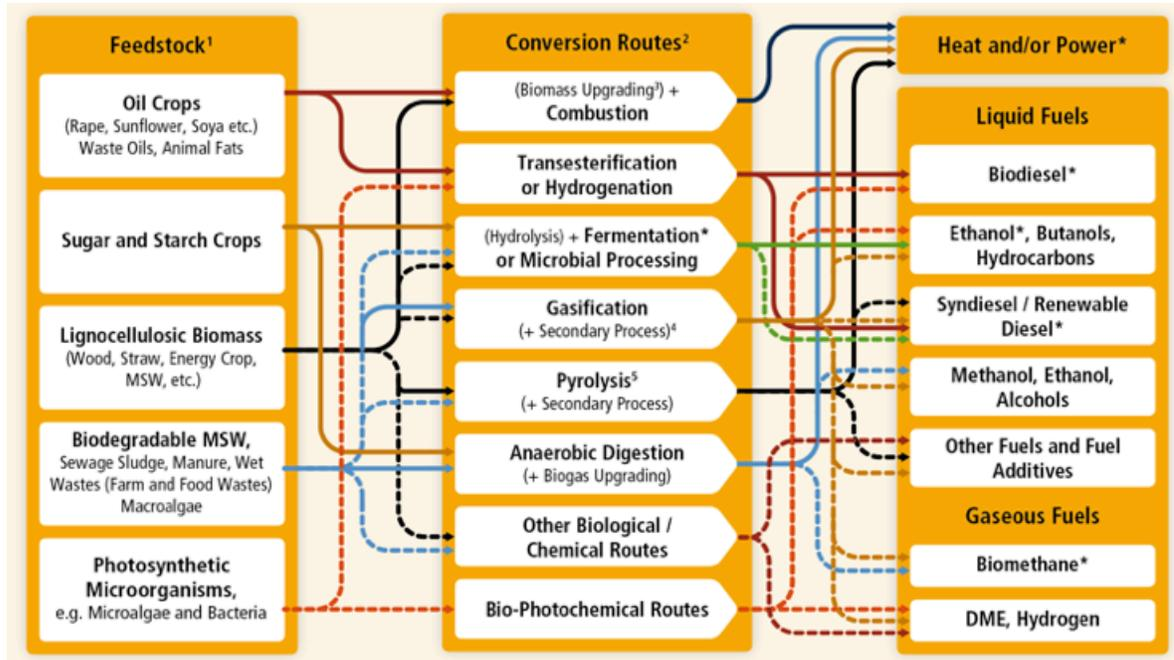 Feedstock¹
Oil Crops
(Rape, Sunflower, Soya etc.)
Waste Oils, Animal Fats
Sugar and Starch Crops
Lignocellulosic Biomass
(Wood, Straw, Energy Crop,
MSW, etc.)
Biodegradable MSW,
Sewage Sludge, Manure, Wet
Wastes (Farm and Food Wastes)
Macroalgae
Photosynthetic
Microorganisms,
e.g. Microalgae and Bacteria
Conversion Routes²
(Biomass Upgrading³) +
Combustion
Transesterification
or Hydrogenation
(Hydrolysis) + Fermentation*
or Microbial Processing
Gasification
(+ Secondary Process)⁴
Pyrolysis⁵
(+ Secondary Process)
Anaerobic Digestion
(+ Biogas Upgrading)
Other Biological /
Chemical Routes
Bio-Photochemical Routes
Heat and/or Power*
Liquid Fuels
Biodiesel*
Ethanol*, Butanols,
Hydrocarbons
Syndiesel / Renewable
Diesel*
Methanol, Ethanol,
Alcohols
Other Fuels and Fuel
Additives
Gaseous Fuels
Biomethane*
DME, Hydrogen